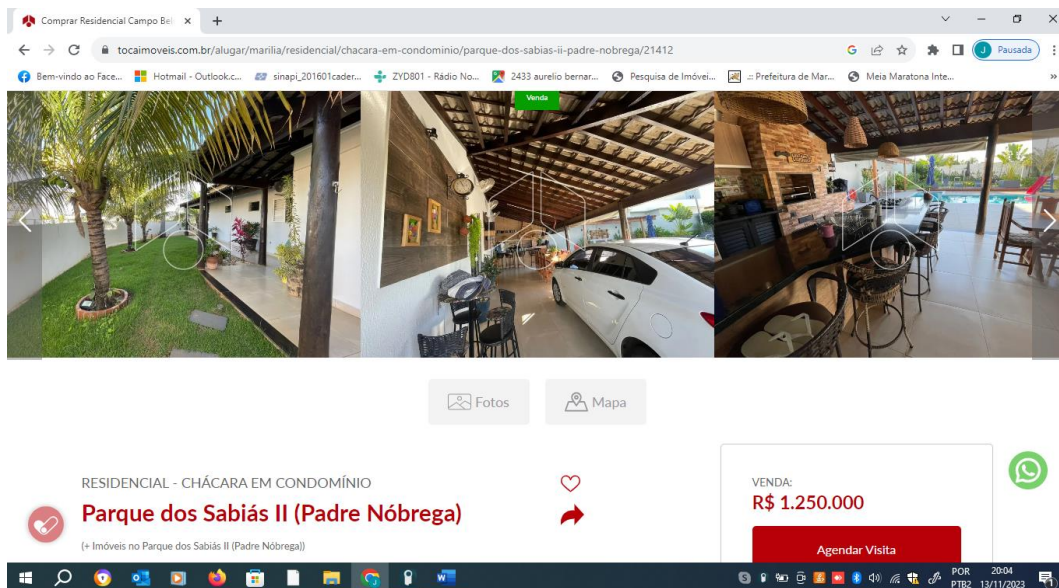 Comprar Residencial Campo Bel
tocaimoveis.com.br/alugar/marilia/residencial/chacara-em-condominio/parque-dos-sabias-ii-padre-nobrega/21412
J Pausada
Bem-vindo ao Face... Hotmail - Outlook.c... sinapi_201601cader... ZYD801 - Rádio No... 2433 aurelio bernar... Pesquisa de Imóvei... .:: Prefeitura de Mar... Meia Maratona Inte... »
Venda
Fotos Mapa
RESIDENCIAL - CHÁCARA EM CONDOMÍNIO
Parque dos Sabiás II (Padre Nóbrega)
(+ Imóveis no Parque dos Sabiás II (Padre Nóbrega))
VENDA:
R$ 1.250.000
Agendar Visita
POR 20:04
PTB2 13/11/2023